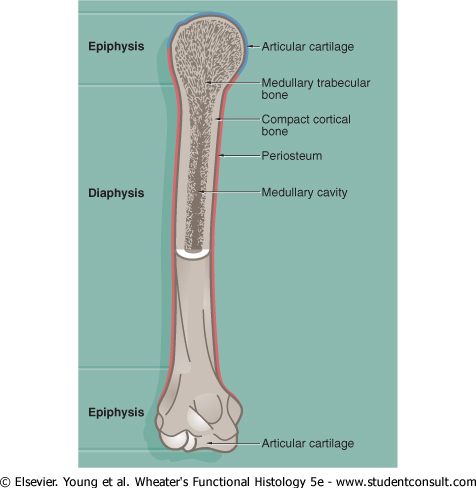 Epiphysis
Articular cartilage
Medullary trabecular
bone
Compact cortical
bone
Periosteum
Diaphysis
Medullary cavity
Epiphysis
Articular cartilage
© Elsevier. Young et al. Wheater's Functional Histology 5e - www.studentconsult.com